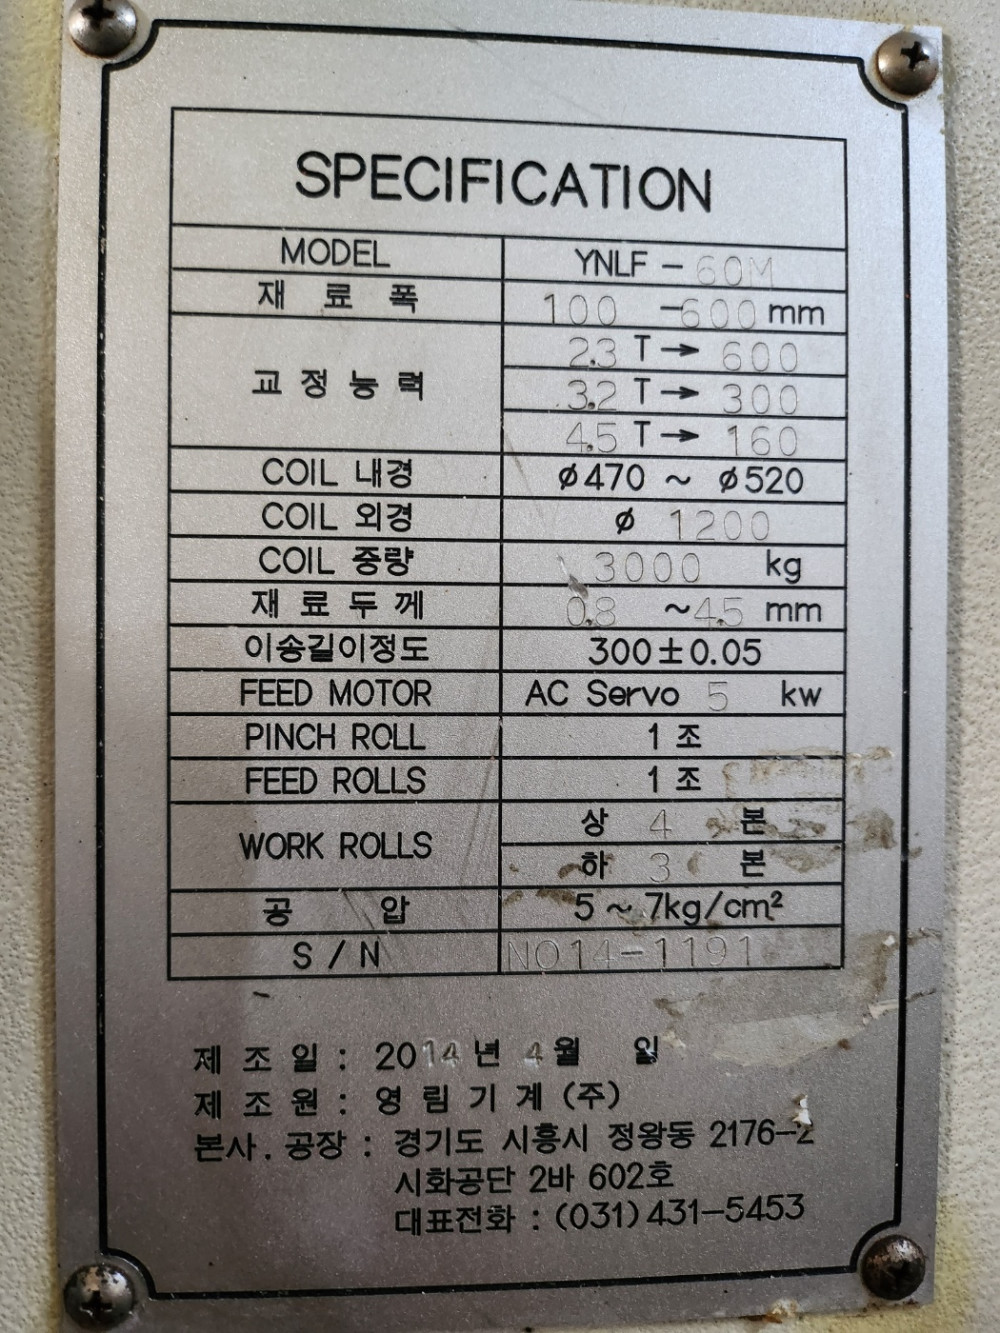 SPECIFICATION
MODEL YNLF - 60M
재 료 폭 100 -600 mm
교 정 능 력 2.3 T → 600
3.2 T → 300
4.5 T → 160
COIL 내경 ø470 ~ ø520
COIL 외경 ø 1200
COIL 중량 3000 kg
재 료 두 께 0.8 ~4.5 mm
이송길이정도 300±0.05
FEED MOTOR AC Servo 5 kw
PINCH ROLL 1 조
FEED ROLLS 1 조
WORK ROLLS 상 4 본
하 3 본
공 압 5 ~ 7kg/cm²
S / N NO14-1191
제 조 일 : 2014 년 4 월 일
제 조 원 : 영 림 기 계 (주)
본사 . 공장 : 경기도 시흥시 정왕동 2176-2
시화공단 2바 602호
대표전화 : (031) 431-5453